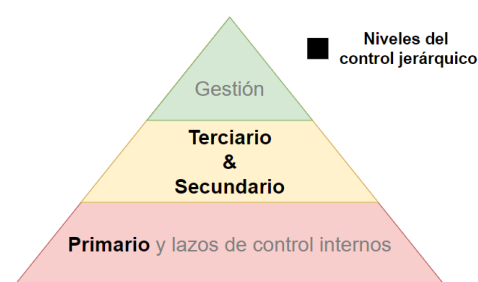 Niveles del
control jerárquico
Gestión
Terciario
&
Secundario
Primario y lazos de control internos